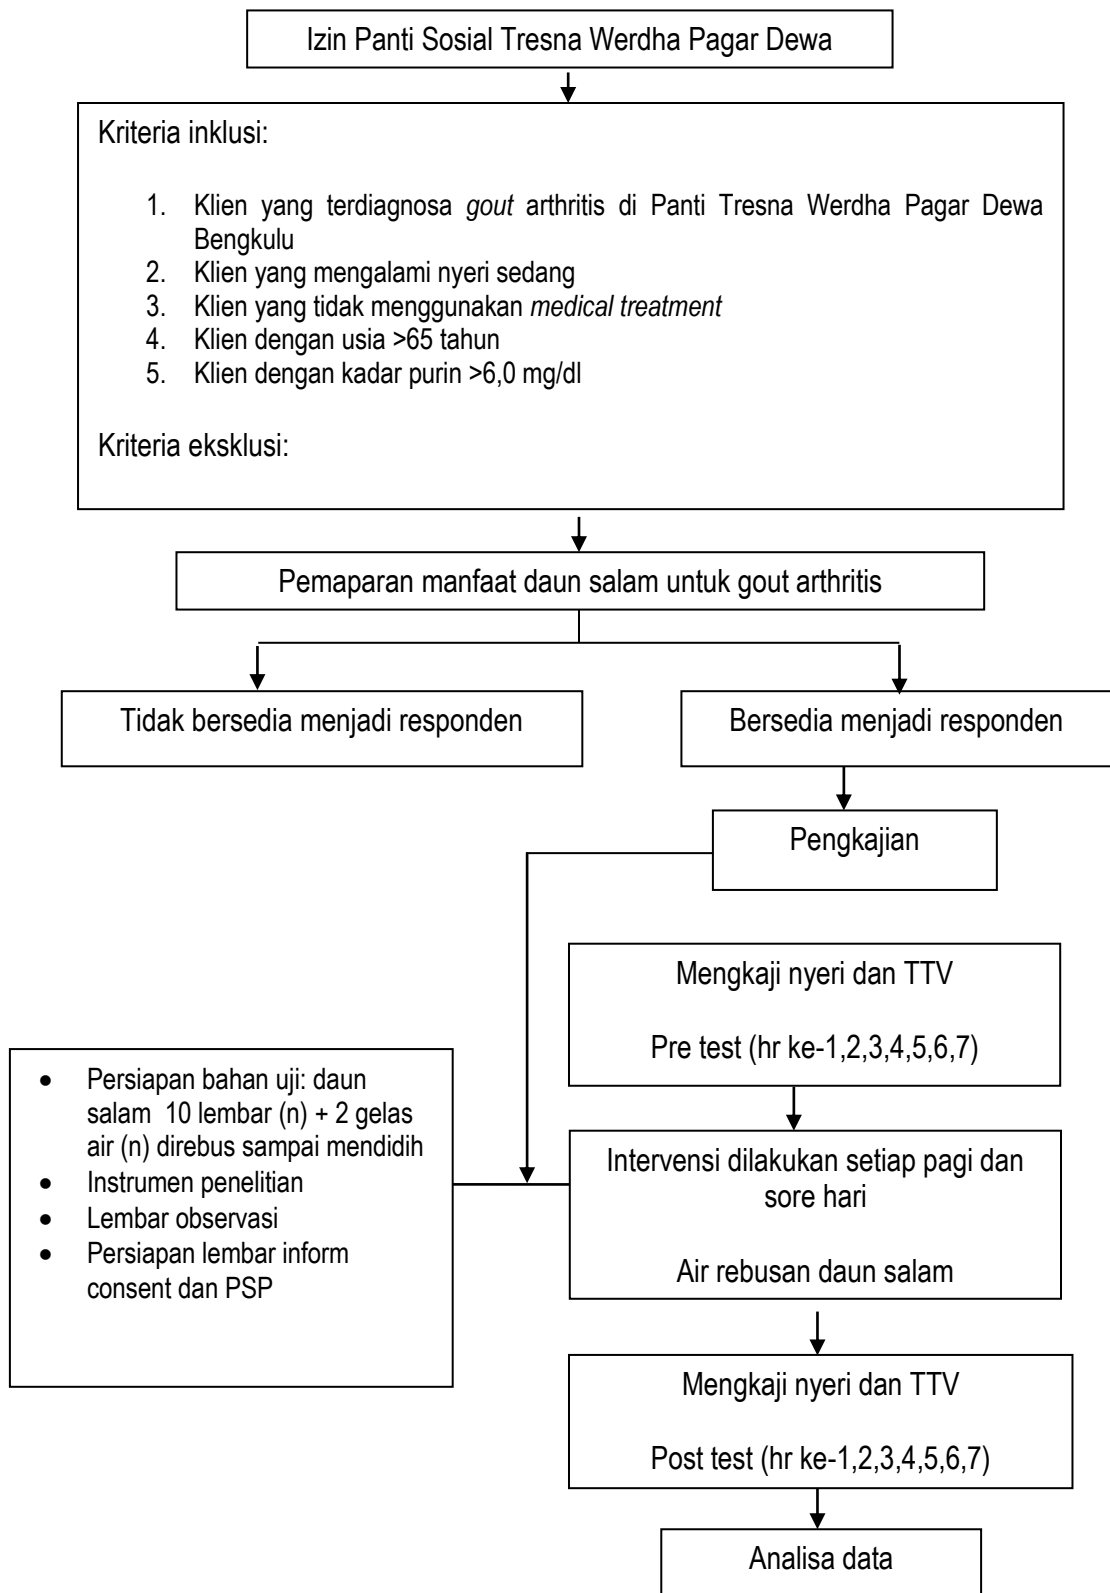 Izin Panti Sosial Tresna Werdha Pagar Dewa
Kriteria inklusi:
1. Klien yang terdiagnosa gout arthritis di Panti Tresna Werdha Pagar Dewa
Bengkulu
2. Klien yang mengalami nyeri sedang
3. Klien yang tidak menggunakan medical treatment
4. Klien dengan usia >65 tahun
5. Klien dengan kadar purin >6,0 mg/dl
Kriteria eksklusi:
Pemaparan manfaat daun salam untuk gout arthritis
Tidak bersedia menjadi responden
Bersedia menjadi responden
Pengkajian
Mengkaji nyeri dan TTV
Pre test (hr ke-1,2,3,4,5,6,7)
• Persiapan bahan uji: daun
salam 10 lembar (n) + 2 gelas
air (n) direbus sampai mendidih
• Instrumen penelitian
• Lembar observasi
• Persiapan lembar inform
consent dan PSP
Intervensi dilakukan setiap pagi dan
sore hari
Air rebusan daun salam
Mengkaji nyeri dan TTV
Post test (hr ke-1,2,3,4,5,6,7)
Analisa data